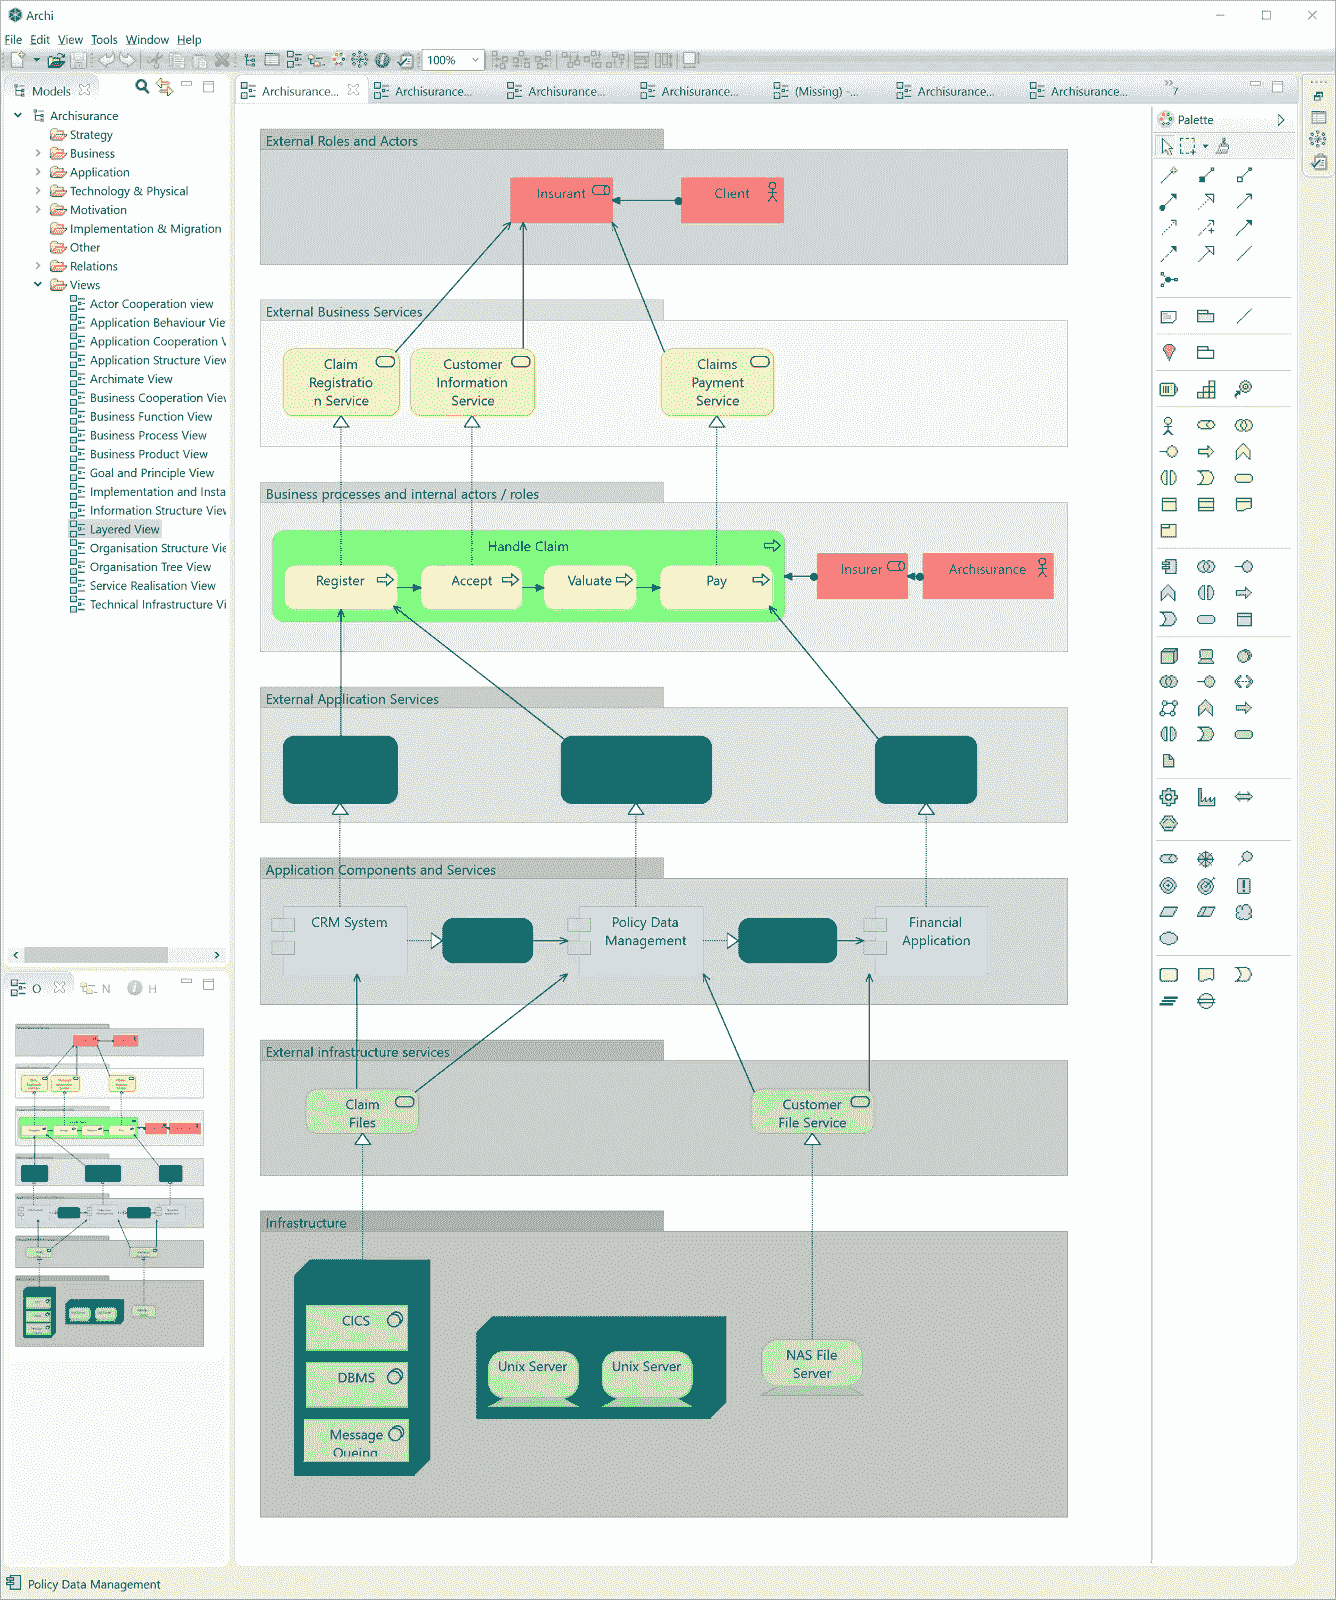 Archi
File Edit View Tools Window Help
100%
Models
Archisurance
Strategy
Business
Application
Technology & Physical
Motivation
Implementation & Migration
Other
Relations
Views
Actor Cooperation view
Application Behaviour Vie
Application Cooperation V
Application Structure View
Archimate View
Business Cooperation View
Business Function View
Business Process View
Business Product View
Goal and Principle View
Implementation and Insta
Information Structure View
Layered View
Organisation Structure Vie
Organisation Tree View
Service Realisation View
Technical Infrastructure Vi
O N H
Archisurance... Archisurance... Archisurance... Archisurance... (Missing) -... Archisurance... Archisurance... »7
External Roles and Actors
Insurant Client
External Business Services
Claim
Registratio
n Service
Customer
Information
Service
Claims
Payment
Service
Business processes and internal actors / roles
Handle Claim
Register Accept Valuate Pay
Insurer Archisurance
External Application Services
Application Components and Services
CRM System
Policy Data
Management
Financial
Application
External infrastructure services
Claim
Files
Customer
File Service
Infrastructure
CICS
DBMS
Message
Queing
Unix Server Unix Server
NAS File
Server
Palette
Policy Data Management